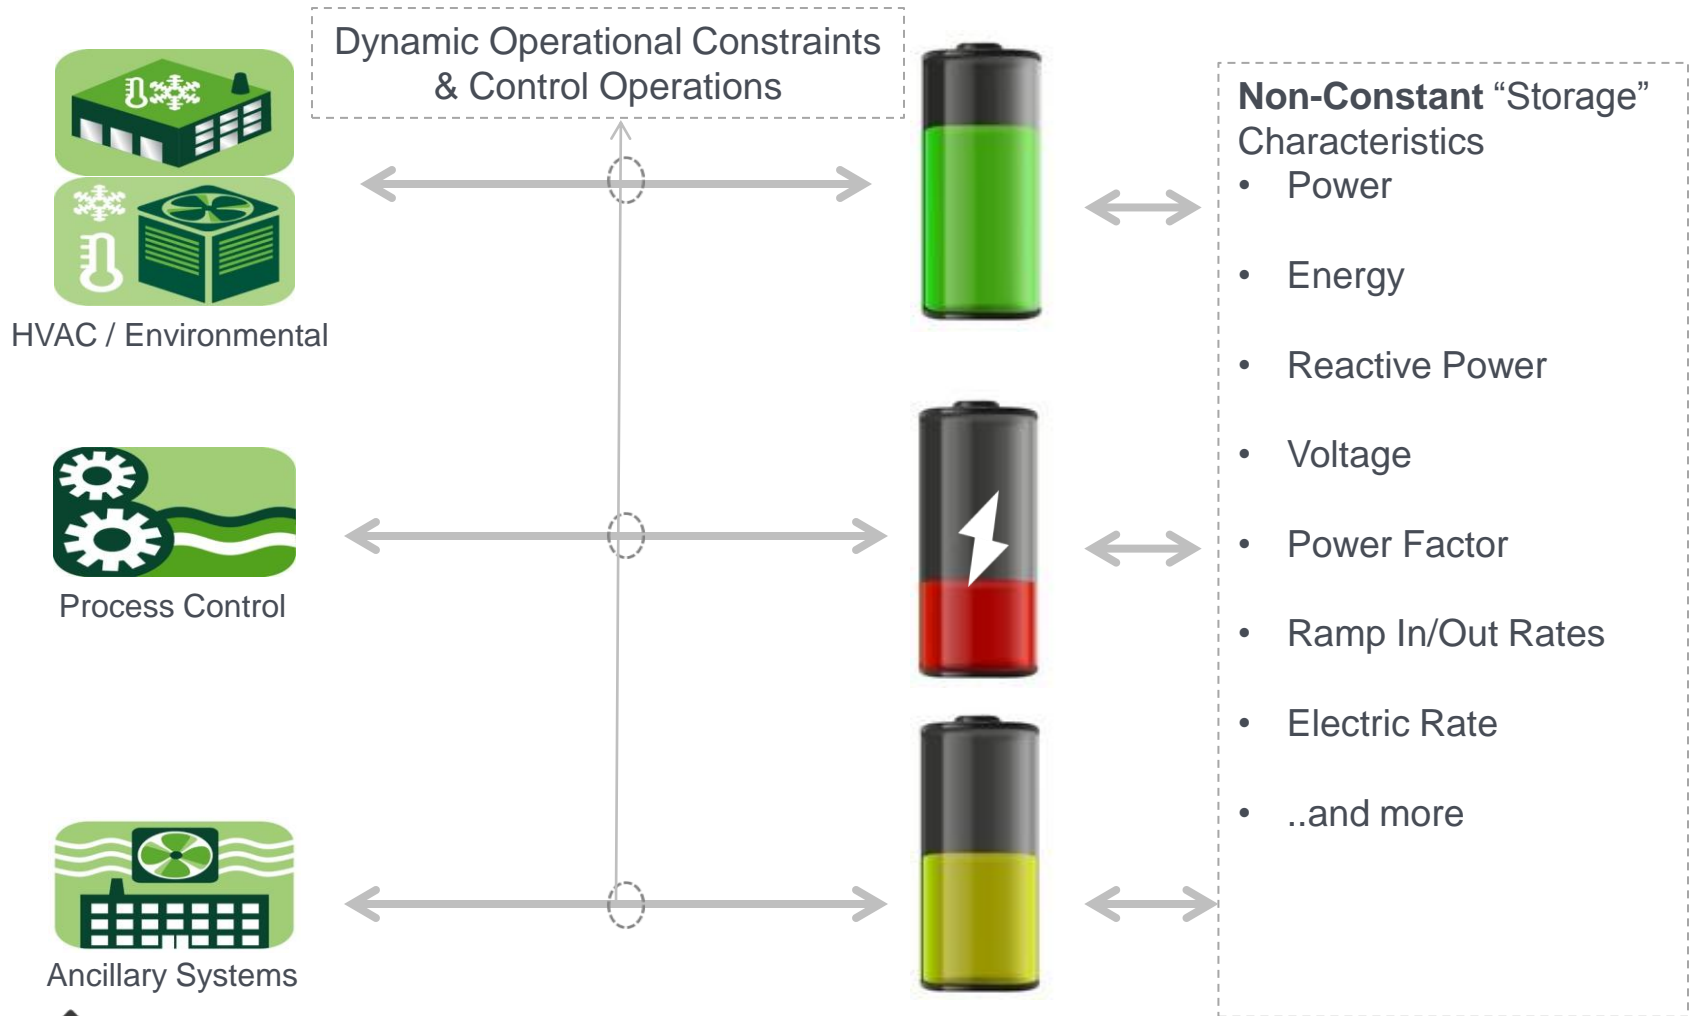 Dynamic Operational Constraints
& Control Operations
HVAC / Environmental
Process Control
Ancillary Systems
Non-Constant “Storage”
Characteristics
• Power
• Energy
• Reactive Power
• Voltage
• Power Factor
• Ramp In/Out Rates
• Electric Rate
• ..and more